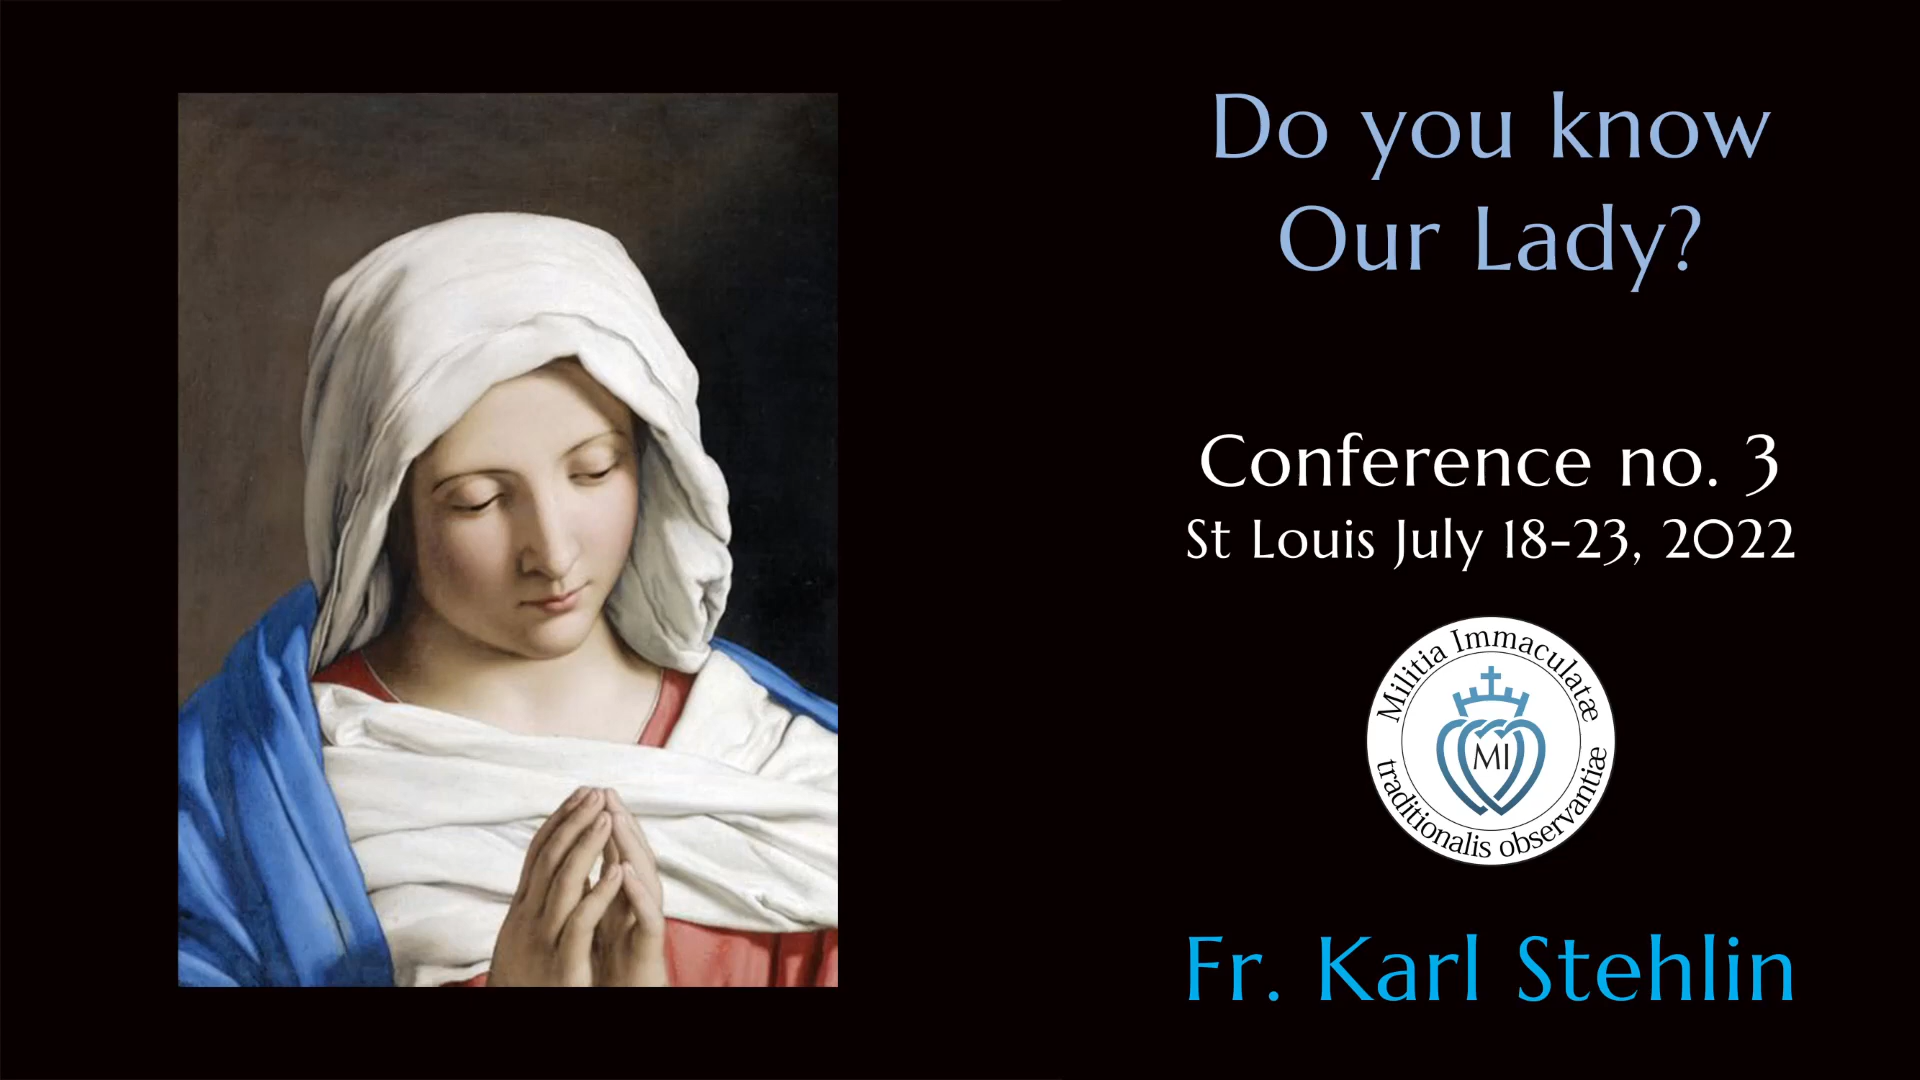 Do you know
Our Lady?
Conference no. 3
St Louis July 18-23, 2022
Militia Immaculatæ
MI
traditionalis observantiæ
Fr. Karl Stehlin